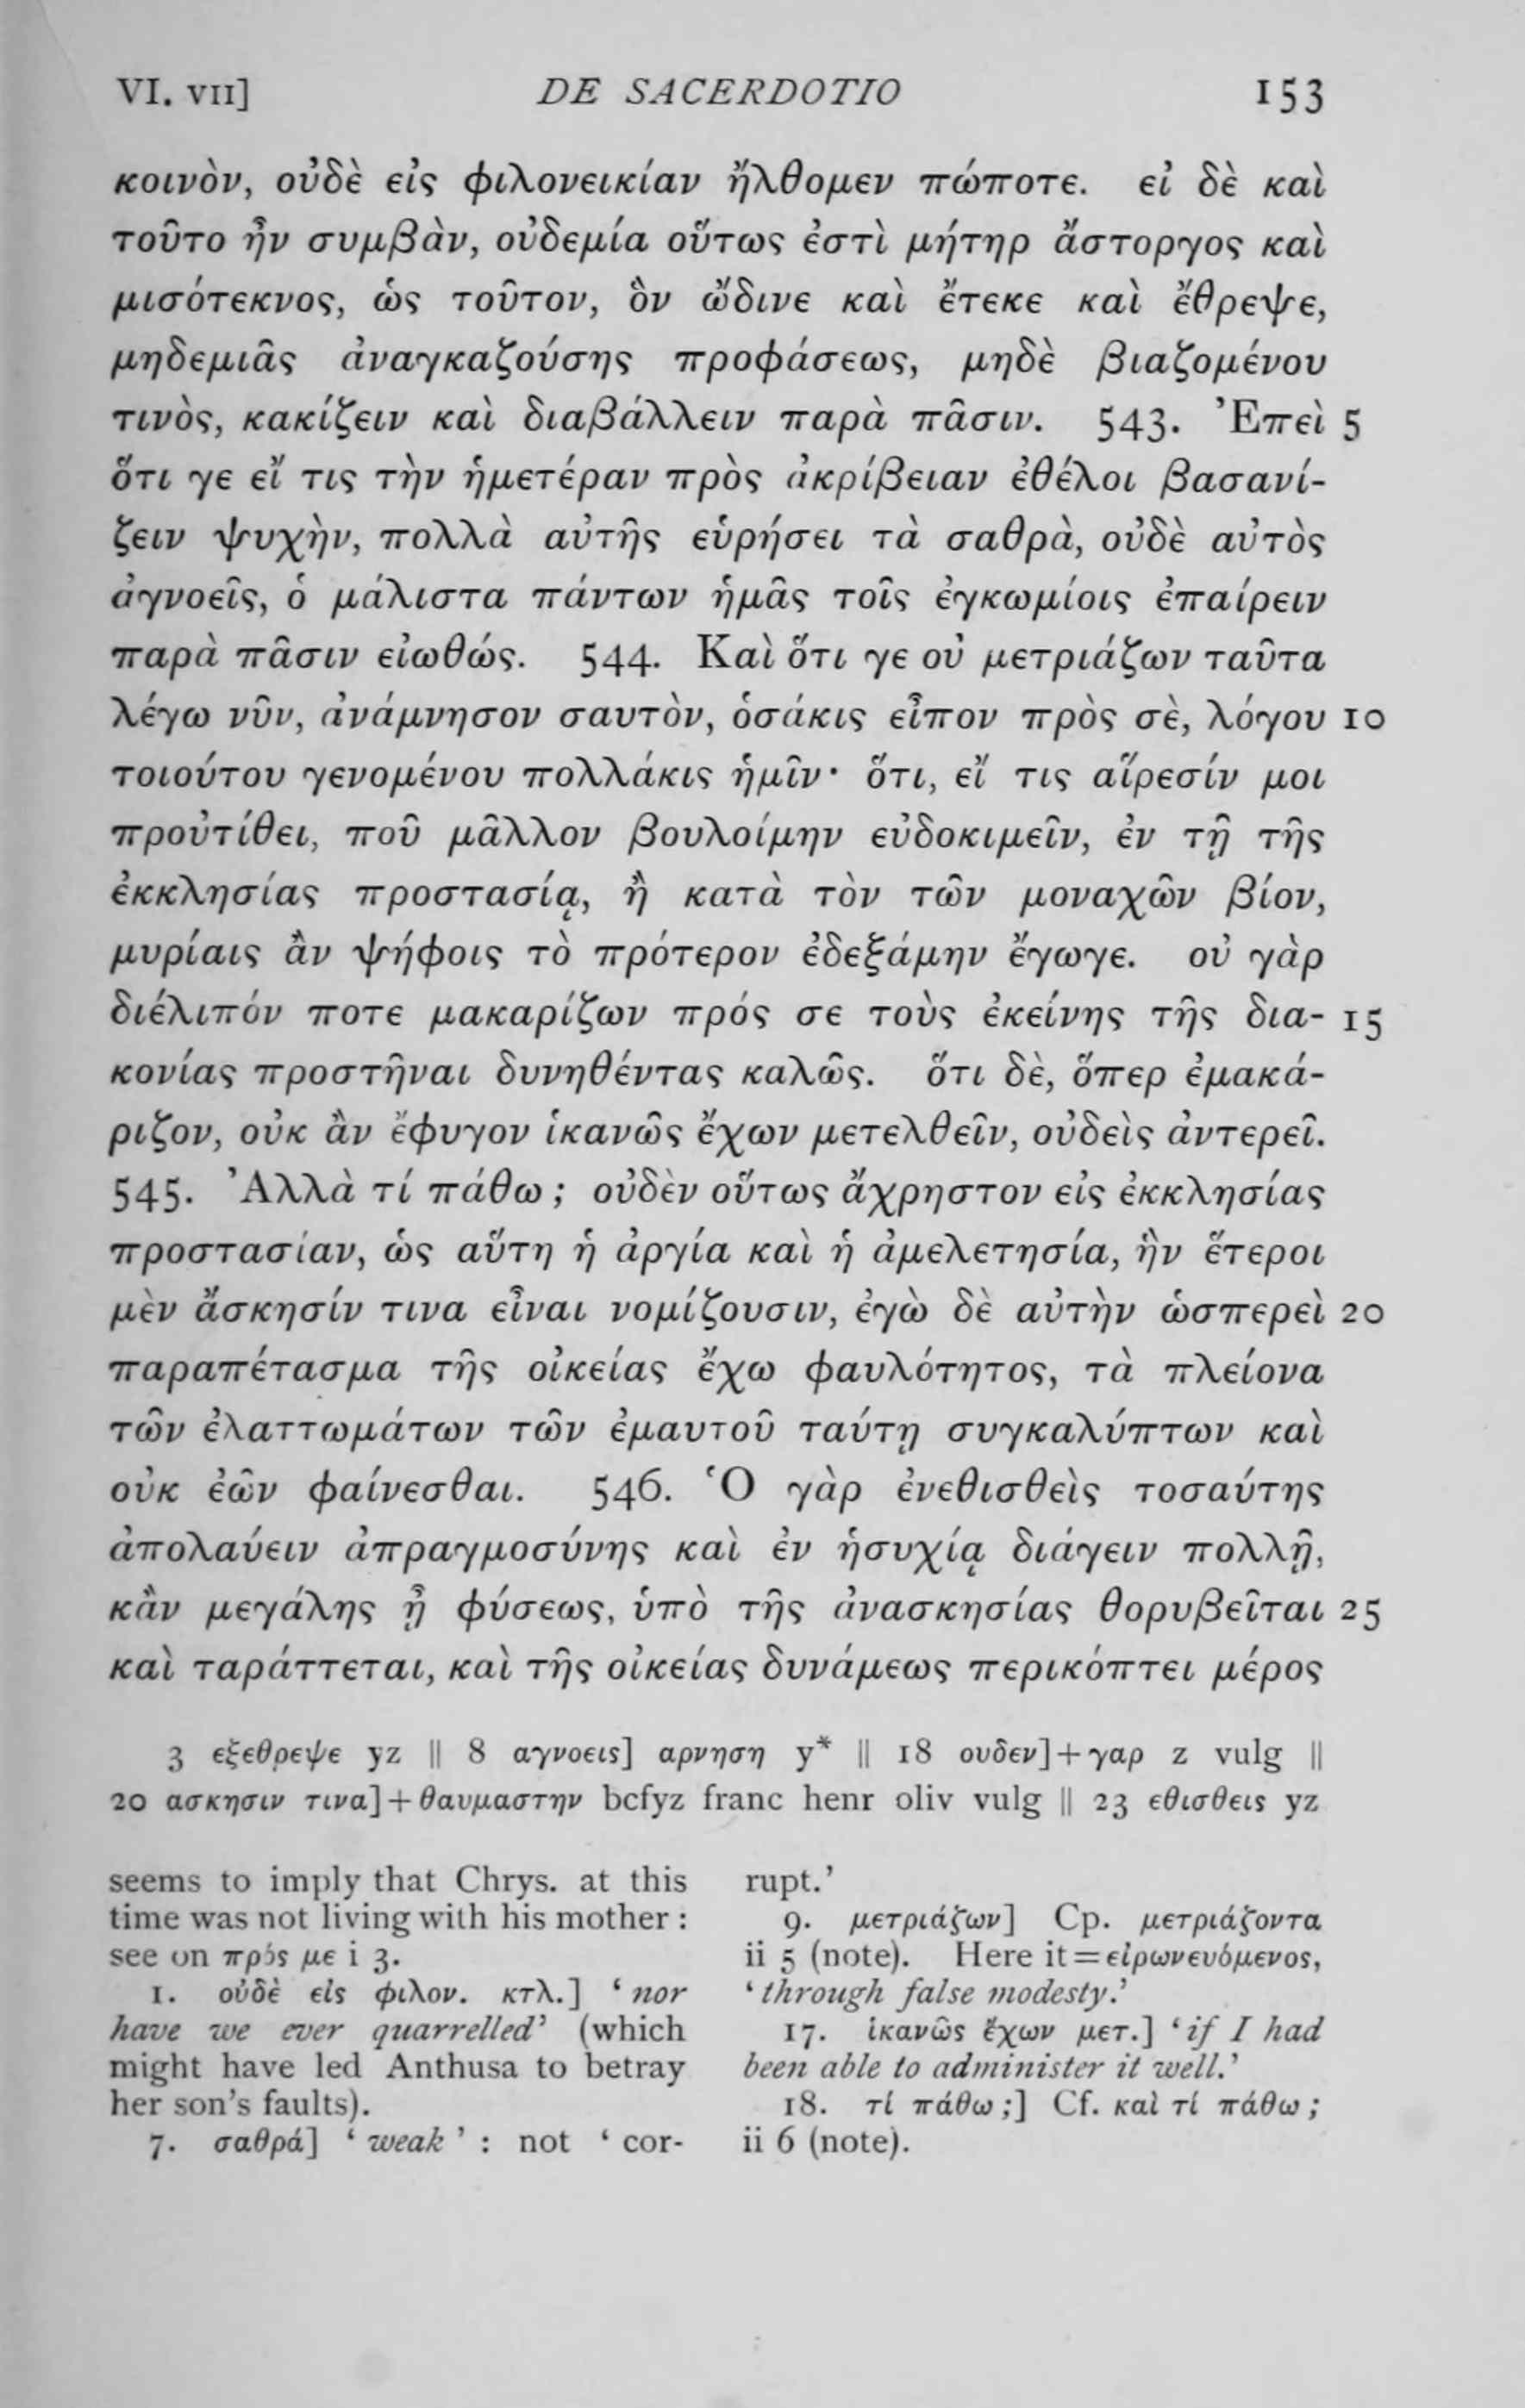 VI. VII] DE SACERDOTIO 153
κοινὸν, οὐδὲ εἰς φιλονεικίαν ἤλθομεν πώποτε. εἰ δὲ καὶ
τοῦτο ἦν συμβὰν, οὐδεμία οὕτως ἐστὶ μήτηρ ἄστοργος καὶ
μισότεκνος, ὡς τοῦτον, ὃν ὤδινε καὶ ἔτεκε καὶ ἔθρεψε,
μηδεμιᾶς ἀναγκαζούσης προφάσεως, μηδὲ βιαζομένου
τινὸς, κακίζειν καὶ διαβάλλειν παρὰ πᾶσιν. 543. Ἐπεὶ 5
ὅτι γε εἴ τις τὴν ἡμετέραν πρὸς ἀκρίβειαν ἐθέλοι βασανί-
ζειν ψυχὴν, πολλὰ αὐτῆς εὑρήσει τὰ σαθρὰ, οὐδὲ αὐτὸς
ἀγνοεῖς, ὁ μάλιστα πάντων ἡμᾶς τοῖς ἐγκωμίοις ἐπαίρειν
παρὰ πᾶσιν εἰωθώς. 544. Καὶ ὅτι γε οὐ μετριάζων ταῦτα
λέγω νῦν, ἀνάμνησον σαυτὸν, ὁσάκις εἶπον πρὸς σὲ, λόγου 10
τοιούτου γενομένου πολλάκις ἡμῖν· ὅτι, εἴ τις αἵρεσίν μοι
προὐτίθει, ποῦ μᾶλλον βουλοίμην εὐδοκιμεῖν, ἐν τῇ τῆς
ἐκκλησίας προστασίᾳ, ἢ κατὰ τὸν τῶν μοναχῶν βίον,
μυρίαις ἂν ψήφοις τὸ πρότερον ἐδεξάμην ἔγωγε. οὐ γὰρ
διέλιπόν ποτε μακαρίζων πρός σε τοὺς ἐκείνης τῆς δια- 15
κονίας προστῆναι δυνηθέντας καλῶς. ὅτι δὲ, ὅπερ ἐμακά-
ριζον, οὐκ ἂν ἔφυγον ἱκανῶς ἔχων μετελθεῖν, οὐδεὶς ἀντερεῖ.
545. Ἀλλὰ τί πάθω; οὐδὲν οὕτως ἄχρηστον εἰς ἐκκλησίας
προστασίαν, ὡς αὕτη ἡ ἀργία καὶ ἡ ἀμελετησία, ἣν ἕτεροι
μὲν ἄσκησίν τινα εἶναι νομίζουσιν, ἐγὼ δὲ αὐτὴν ὡσπερεὶ 20
παραπέτασμα τῆς οἰκείας ἔχω φαυλότητος, τὰ πλείονα
τῶν ἐλαττωμάτων τῶν ἐμαυτοῦ ταύτῃ συγκαλύπτων καὶ
οὐκ ἐῶν φαίνεσθαι. 546. Ὁ γὰρ ἐνεθισθεὶς τοσαύτης
ἀπολαύειν ἀπραγμοσύνης καὶ ἐν ἡσυχίᾳ διάγειν πολλῇ,
κἂν μεγάλης ᾖ φύσεως, ὑπὸ τῆς ἀνασκησίας θορυβεῖται 25
καὶ ταράττεται, καὶ τῆς οἰκείας δυνάμεως περικόπτει μέρος
3 εξεθρεψε yz || 8 αγνοεις] αρνηση y* || 18 ουδεν]+γαρ z vulg ||
20 ασκησιν τινα]+θαυμαστην bcfyz franc henr oliv vulg || 23 εθισθεις yz
seems to imply that Chrys. at this
time was not living with his mother :
see on πρός με i 3.
1. οὐδὲ εἰς φιλον. κτλ.] ‘nor
have we ever quarrelled’ (which
might have led Anthusa to betray
her son's faults).
7. σαθρά] ‘weak’ : not ‘cor-
rupt.’
9. μετριάζων] Cp. μετριάζοντα
ii 5 (note). Here it=εἰρωνευόμενος,
‘through false modesty.’
17. ἱκανῶς ἔχων μετ.] ‘if I had
been able to administer it well.’
18. τί πάθω;] Cf. καὶ τί πάθω;
ii 6 (note).